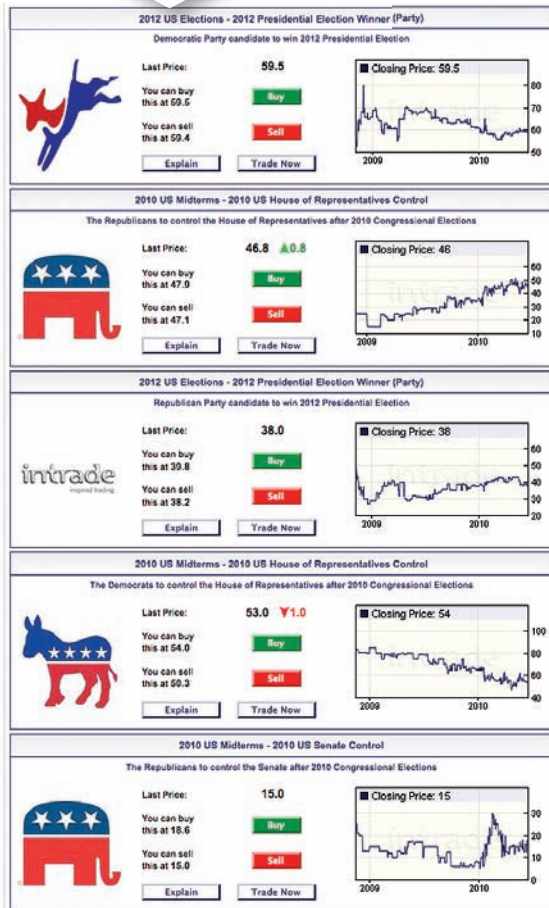 2012 US Elections - 2012 Presidential Election Winner (Party)
Democratic Party candidate to win 2012 Presidential Election
Last Price: 59.5
You can buy
this at 59.5
Buy
You can sell
this at 59.4
Sell
Explain Trade Now
Closing Price: 59.5
80
70
60
50
2009 2010
2010 US Midterms - 2010 US House of Representatives Control
The Republicans to control the House of Representatives after 2010 Congressional Elections
Last Price: 46.8 ▲0.8
You can buy
this at 47.9
Buy
You can sell
this at 47.1
Sell
Explain Trade Now
Closing Price: 46
60
50
40
30
20
10
2009 2010
2012 US Elections - 2012 Presidential Election Winner (Party)
Republican Party candidate to win 2012 Presidential Election
intrade
Last Price: 38.0
You can buy
this at 39.8
Buy
You can sell
this at 38.2
Sell
Explain Trade Now
Closing Price: 38
60
50
40
30
20
2009 2010
2010 US Midterms - 2010 US House of Representatives Control
The Democrats to control the House of Representatives after 2010 Congressional Elections
Last Price: 53.0 ▼1.0
You can buy
this at 54.0
Buy
You can sell
this at 50.3
Sell
Explain Trade Now
Closing Price: 54
100
80
60
40
2009 2010
2010 US Midterms - 2010 US Senate Control
The Republicans to control the Senate after 2010 Congressional Elections
Last Price: 15.0
You can buy
this at 18.6
Buy
You can sell
this at 15.0
Sell
Explain Trade Now
Closing Price: 15
30
20
10
0
2009 2010